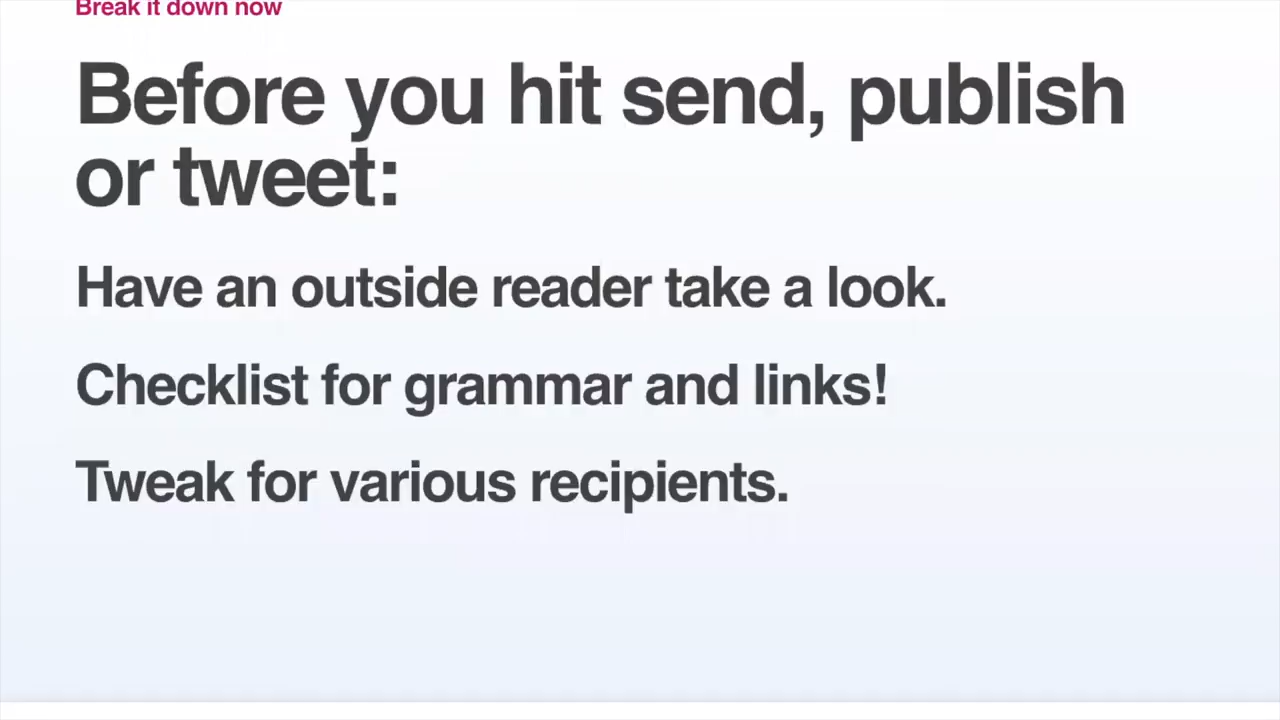 Break it down now
Before you hit send, publish
or tweet:
Have an outside reader take a look.
Checklist for grammar and links!
Tweak for various recipients.